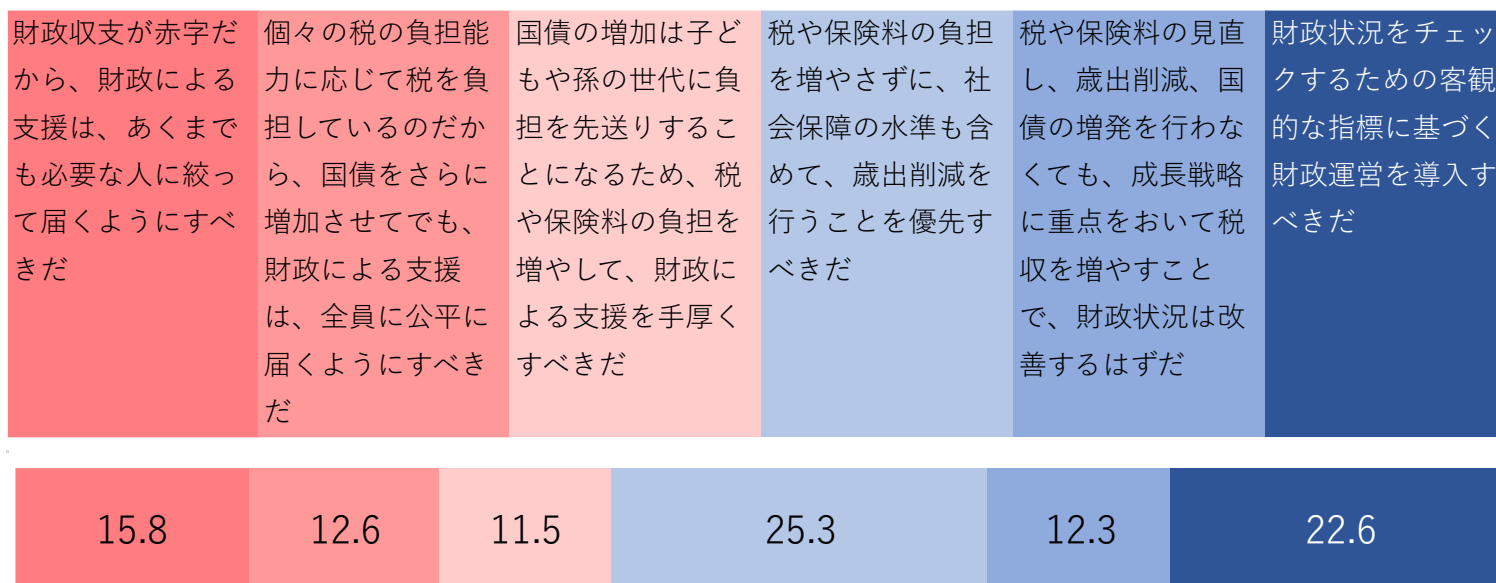 財政収支が赤字だ
から、財政による
支援は、あくまで
も必要な人に絞っ
て届くようにすべ
きだ
個々の税の負担能
力に応じて税を負
担しているのだか
ら、国債をさらに
増加させてでも、
財政による支援
は、全員に公平に
届くようにすべき
だ
国債の増加は子ど
もや孫の世代に負
担を先送りするこ
とになるため、税
や保険料の負担を
増やして、財政に
よる支援を手厚く
すべきだ
税や保険料の負担
を増やさずに、社
会保障の水準も含
めて、歳出削減を
行うことを優先す
べきだ
税や保険料の見直
し、歳出削減、国
債の増発を行わな
くても、成長戦略
に重点をおいて税
収を増やすこと
で、財政状況は改
善するはずだ
財政状況をチェッ
クするための客観
的な指標に基づく
財政運営を導入す
べきだ
15.8
12.6
11.5
25.3
12.3
22.6